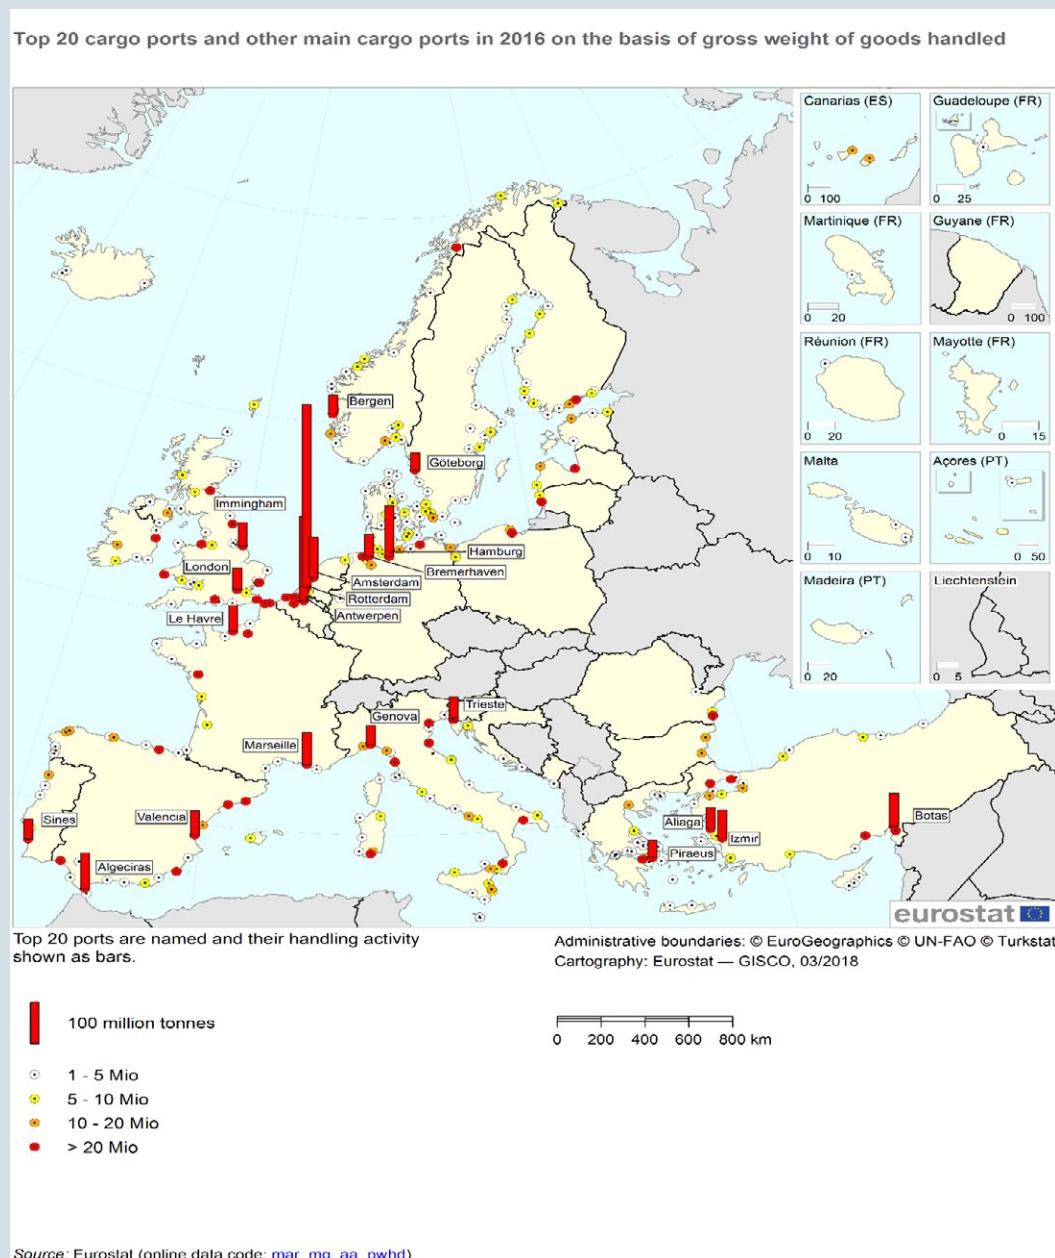 Top 20 cargo ports and other main cargo ports in 2016 on the basis of gross weight of goods handled
Canarias (ES)
0 100
Guadeloupe (FR)
0 25
Martinique (FR)
0 20
Guyane (FR)
0 100
Réunion (FR)
0 20
Mayotte (FR)
0 15
Malta
0 10
Açores (PT)
0 50
Madeira (PT)
0 20
Liechtenstein
0 5
Bergen
Göteborg
Immingham
Hamburg
London
Bremerhaven
Amsterdam
Rotterdam
Le Havre
Antwerpen
Trieste
Genova
Marseille
Sines
Valencia
Aliaga
Botas
Izmir
Piraeus
Algeciras
eurostat
Top 20 ports are named and their handling activity
shown as bars.
Administrative boundaries: © EuroGeographics © UN-FAO © Turkstat
Cartography: Eurostat — GISCO, 03/2018
100 million tonnes
0 200 400 600 800 km
1 - 5 Mio
5 - 10 Mio
10 - 20 Mio
> 20 Mio
Source: Eurostat (online data code: mar_mg_aa_pwhd)